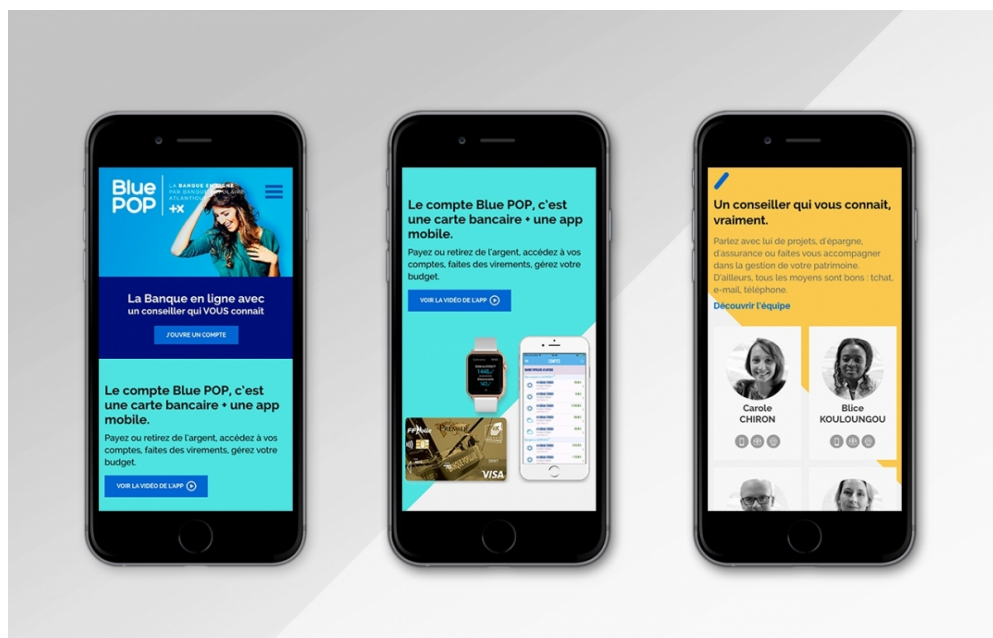 Blue
POP
LA BANQUE EN LIGNE
PAR BANQUE POPULAIRE
ATLANTIQUE
+X
La Banque en ligne avec
un conseiller qui VOUS connaît
J'OUVRE UN COMPTE
Le compte Blue POP, c'est
une carte bancaire + une app
mobile.
Payez ou retirez de l'argent, accédez à vos
comptes, faites des virements, gérez votre
budget.
VOIR LA VIDÉO DE L'APP
Le compte Blue POP, c'est
une carte bancaire + une app
mobile.
Payez ou retirez de l'argent, accédez à vos
comptes, faites des virements, gérez votre
budget.
VOIR LA VIDÉO DE L'APP
COMPTE
PREMIER
VISA
Un conseiller qui vous connait,
vraiment.
Parlez avec lui de projets, d'épargne,
d'assurance ou faites vous accompagner
dans la gestion de votre patrimoine.
D'ailleurs, tous les moyens sont bons : tchat,
e-mail, téléphone.
Découvrir l'équipe
Carole
CHIRON
Blice
KOULOUNGOU